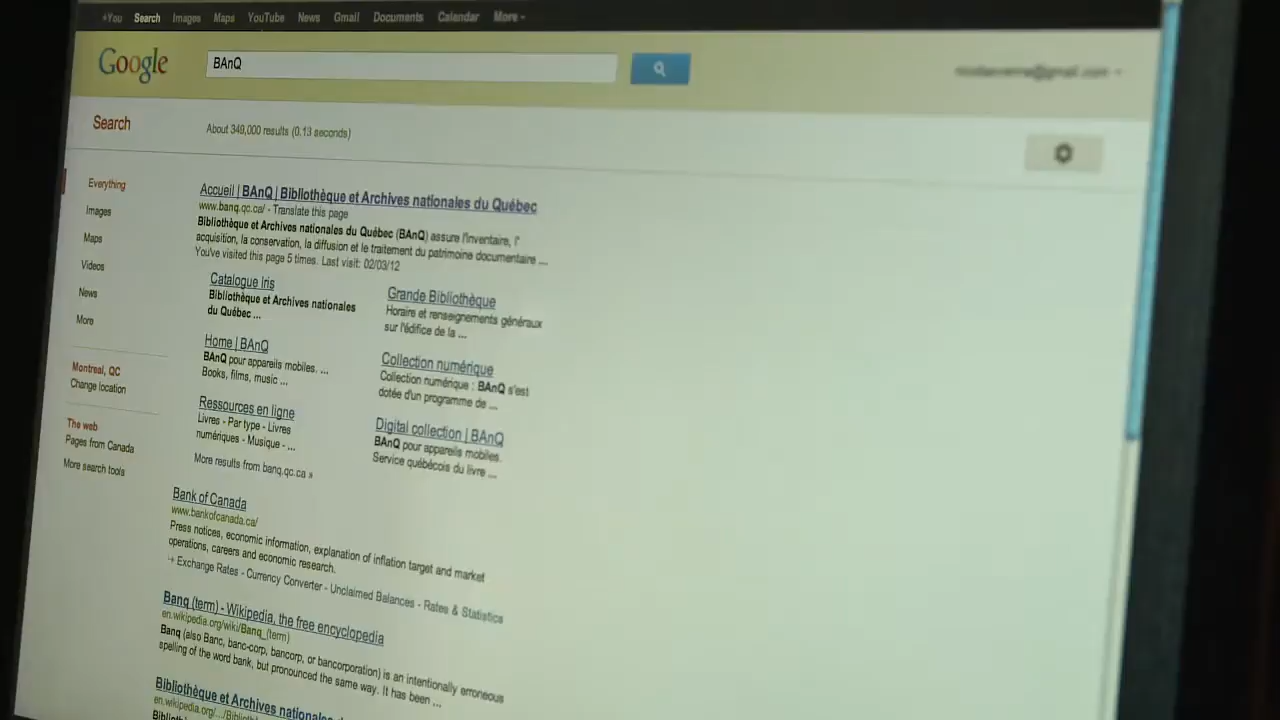 +You Search Images Maps YouTube News Gmail Documents Calendar More
Google
BAnQ
Search
About 349,000 results (0.13 seconds)
Everything
Images
Maps
Videos
News
More
Montreal, QC
Change location
The web
Pages from Canada
More search tools
Accueil | BAnQ | Bibliothèque et Archives nationales du Québec
www.banq.qc.ca/ - Translate this page
Bibliothèque et Archives nationales du Québec (BAnQ) assure l'inventaire, l'
acquisition, la conservation, la diffusion et le traitement du patrimoine documentaire ...
You've visited this page 5 times. Last visit: 02/03/12
Catalogue Iris
Bibliothèque et Archives nationales
du Québec ...
Home | BAnQ
BAnQ pour appareils mobiles. ...
Books, films, music ...
Ressources en ligne
Livres - Par type - Livres
numériques - Musique - ...
More results from banq.qc.ca »
Grande Bibliothèque
Horaire et renseignements généraux
sur l'édifice de la ...
Collection numérique
Collection numérique : BAnQ s'est
dotée d'un programme de ...
Digital collection | BAnQ
BAnQ pour appareils mobiles.
Service québécois du livre ...
Bank of Canada
www.bankofcanada.ca/
Press notices, economic information, explanation of inflation target and market
operations, careers and economic research.
Exchange Rates - Currency Converter - Unclaimed Balances - Rates & Statistics
Banq (term) - Wikipedia, the free encyclopedia
en.wikipedia.org/wiki/Banq_(term)
Banq (also Banc, banc-corp, bancorp, or bancorporation) is an intentionally erroneous
spelling of the word bank, but pronounced the same way. It has been ...
Bibliothèque et Archives nationales
en.wikipedia.org/.../